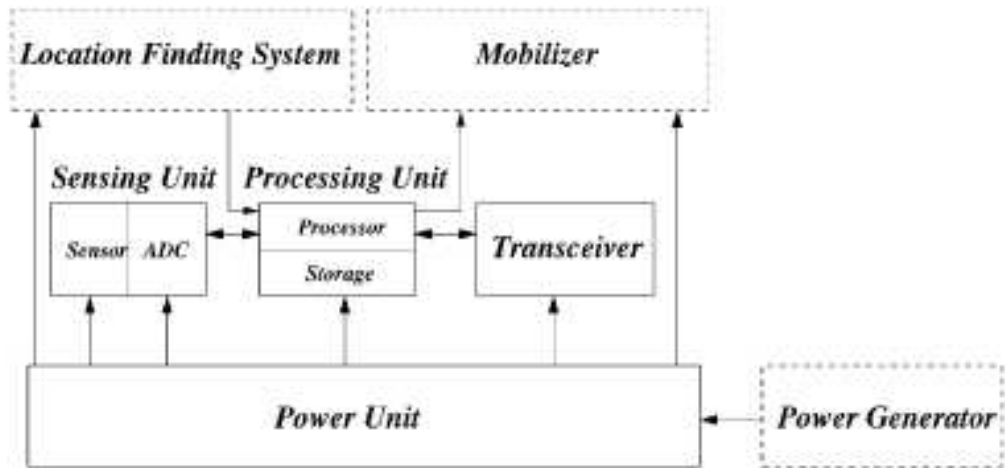 Location Finding System
Mobilizer
Sensing Unit
Processing Unit
Sensor
ADC
Processor
Storage
Transceiver
Power Unit
Power Generator